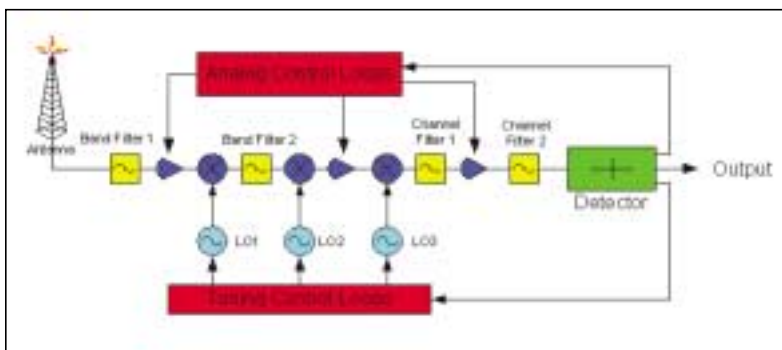 Analog Control Loops
Band Filter 1
Band Filter 2
Channel
Filter 1
Channel
Filter 2
Antenna
Output
Detector
LO1
LO2
LO3
Tuning Control Loops